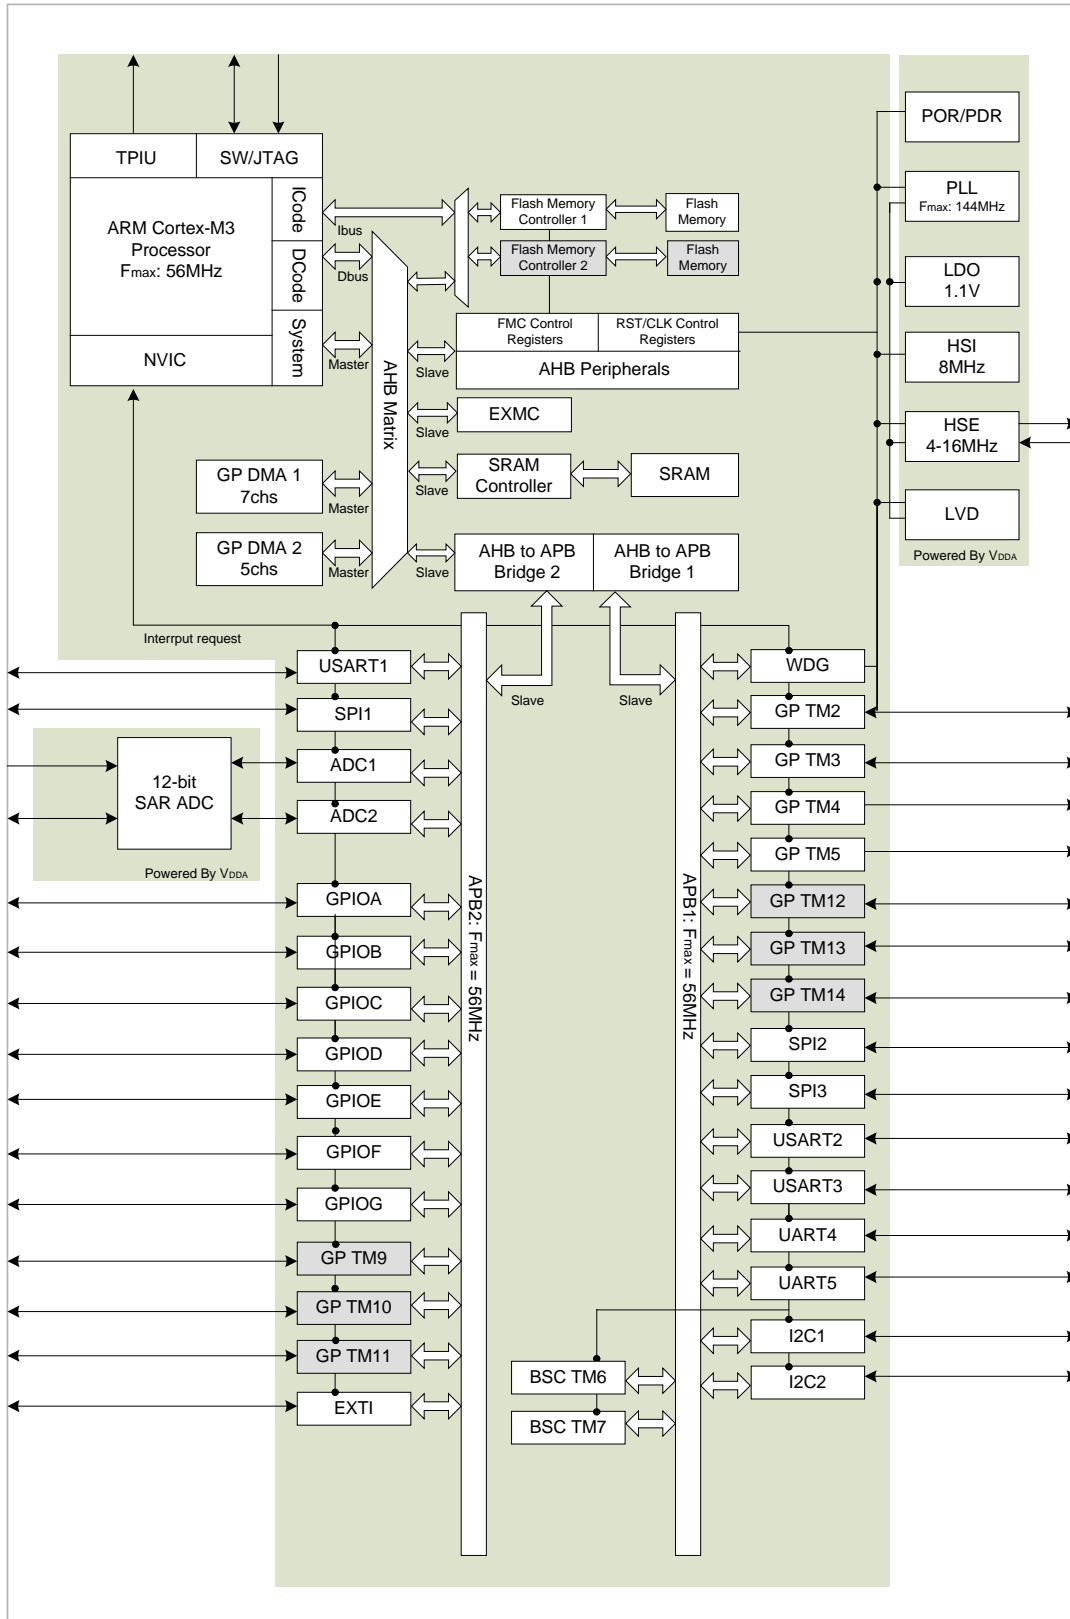 POR/PDR
TPIU
SW/JTAG
PLL
Fmax: 144MHz
ICode
Flash Memory
Controller 1
Flash
Memory
ARM Cortex-M3
Processor
Fmax: 56MHz
Ibus
DCode
Flash Memory
Controller 2
Flash
Memory
Dbus
LDO
1.1V
System
FMC Control
Registers
RST/CLK Control
Registers
HSI
8MHz
NVIC
Master
Slave
AHB Peripherals
AHB Matrix
EXMC
Slave
HSE
4-16MHz
GP DMA 1
7chs
Master
Slave
SRAM
Controller
SRAM
LVD
GP DMA 2
5chs
Master
Slave
AHB to APB
Bridge 2
AHB to APB
Bridge 1
Powered By VDDA
Interrput request
USART1
WDG
Slave
Slave
SPI1
GP TM2
12-bit
SAR ADC
ADC1
GP TM3
ADC2
GP TM4
GP TM5
Powered By VDDA
APB2: Fmax = 56MHz
APB1: Fmax = 56MHz
GPIOA
GP TM12
GPIOB
GP TM13
GPIOC
GP TM14
GPIOD
SPI2
GPIOE
SPI3
GPIOF
USART2
GPIOG
USART3
GP TM9
UART4
GP TM10
UART5
GP TM11
I2C1
BSC TM6
I2C2
EXTI
BSC TM7